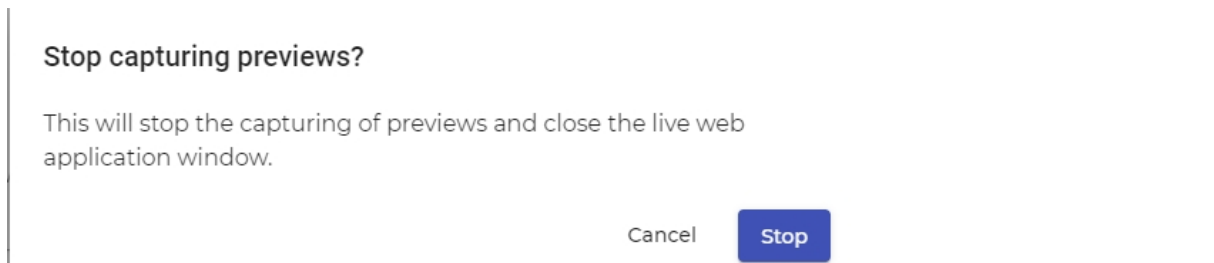 Stop capturing previews?
This will stop the capturing of previews and close the live web
application window.
Cancel Stop